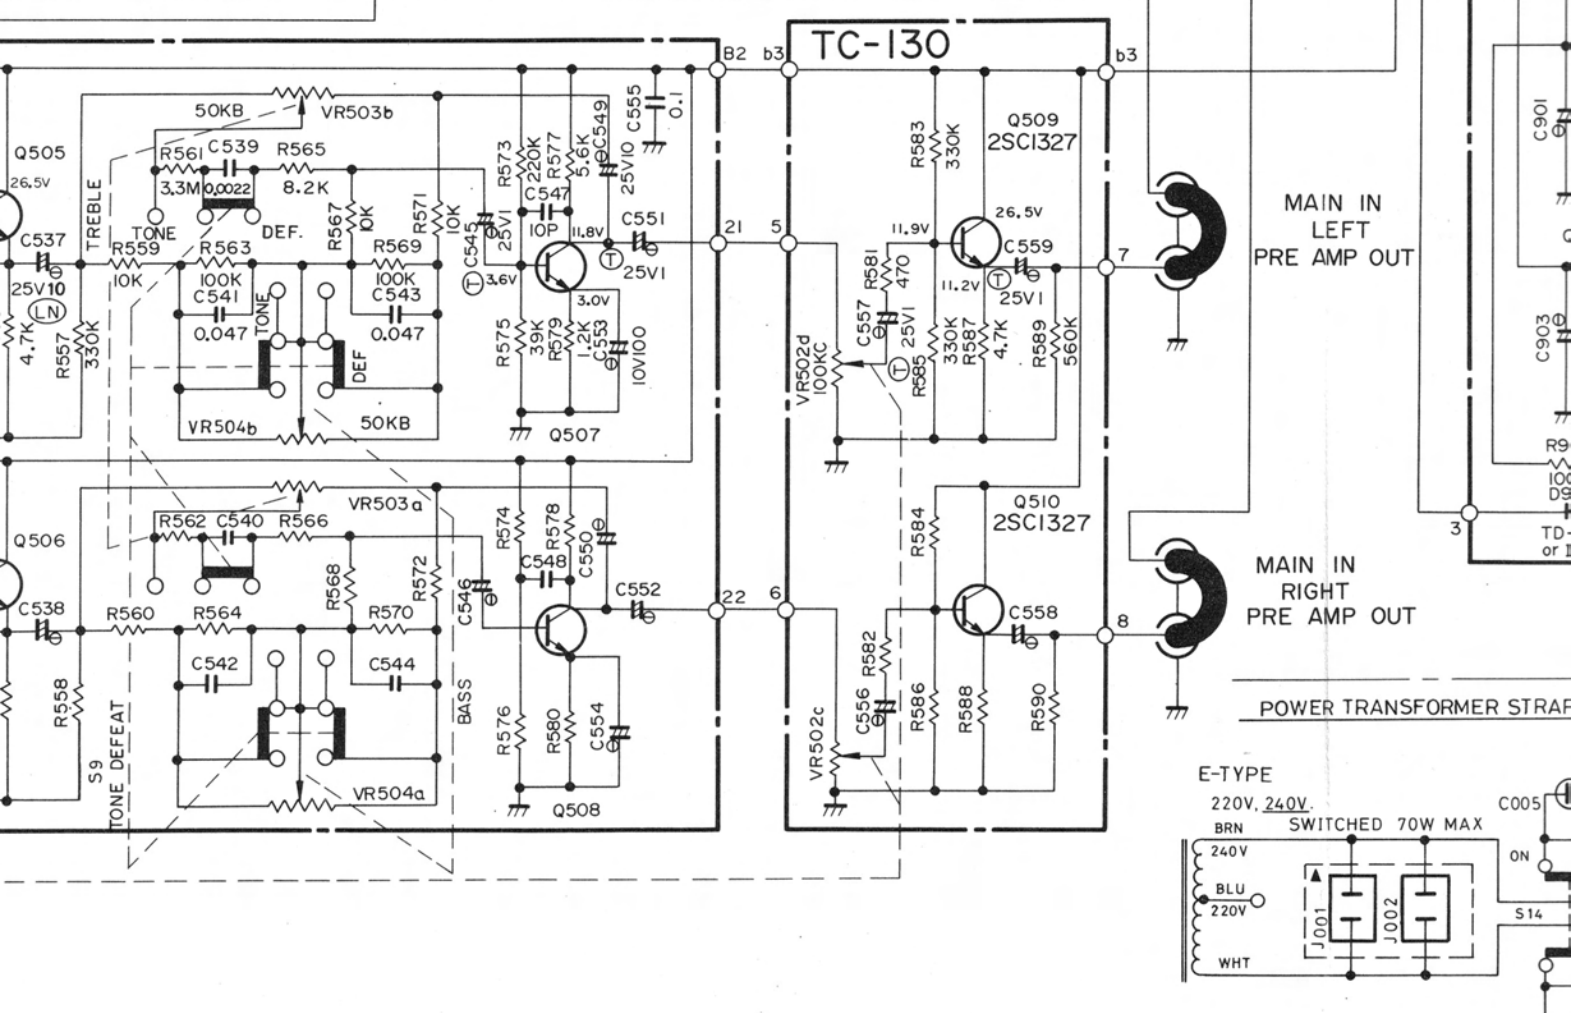 B2
b3
TC-130
b3
50KB
VR503b
C549
25V10
C555
0.1
Q505
26.5V
R561
C539
R565
3.3M
0.0022
8.2K
R573
220K
R577
5.6K
R583
330K
Q509
2SC1327
C901
TREBLE
TONE
DEF.
R567
10K
R571
10K
C545
25V1
C547
10P
11.8V
C551
21
5
11.9V
26.5V
MAIN IN
LEFT
PRE AMP OUT
C537
R559
R563
R569
10K
100K
100K
25V10
LN
C541
0.047
TONE
C543
0.047
T
3.6V
T
25V1
3.0V
R581
470
C559
T
25V1
11.2V
7
4.7K
R557
330K
DEF
R575
39K
R579
1.2K
C553
10V100
C557
25V1
T
VR502d
100KC
R585
330K
R587
4.7K
R589
560K
C903
VR504b
50KB
Q507
VR503a
R562
C540
R566
Q506
R574
R578
C550
C548
R584
Q510
2SC1327
3
R568
R572
C546
C552
22
6
C558
8
MAIN IN
RIGHT
PRE AMP OUT
C538
R560
R564
R570
C542
C544
R582
C556
R558
BASS
R576
R580
C554
VR502c
R586
R588
R590
S9
TONE DEFEAT
VR504a
Q508
POWER TRANSFORMER STRAP
E-TYPE
220V, 240V.
SWITCHED 70W MAX
C005
BRN
240V
ON
BLU
220V
J001
J002
S14
WHT